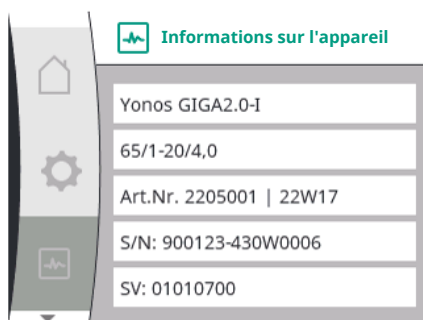 Informations sur l'appareil
Yonos GIGA2.0-I
65/1-20/4,0
Art.Nr. 2205001 | 22W17
S/N: 900123-430W0006
SV: 01010700